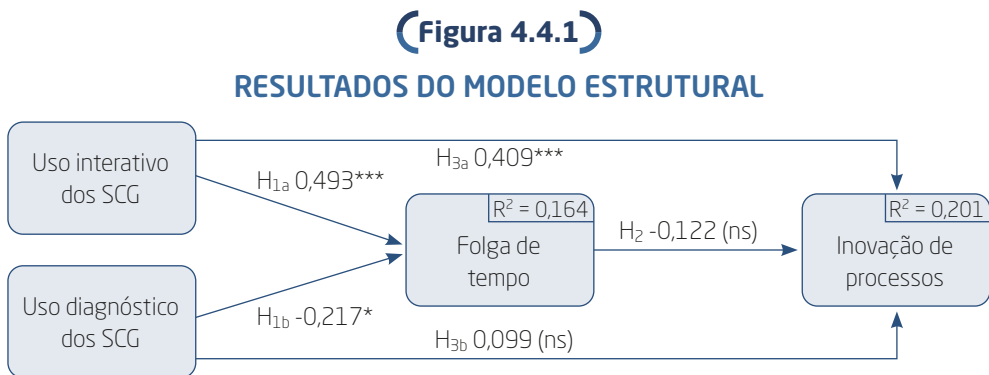 Figura 4.4.1
RESULTADOS DO MODELO ESTRUTURAL
Uso interativo
dos SCG
H3a 0,409***
H1a 0,493***
R² = 0,164
Folga de
tempo
H2 -0,122 (ns)
R² = 0,201
Inovação de
processos
Uso diagnóstico
dos SCG
H1b -0,217*
H3b 0,099 (ns)